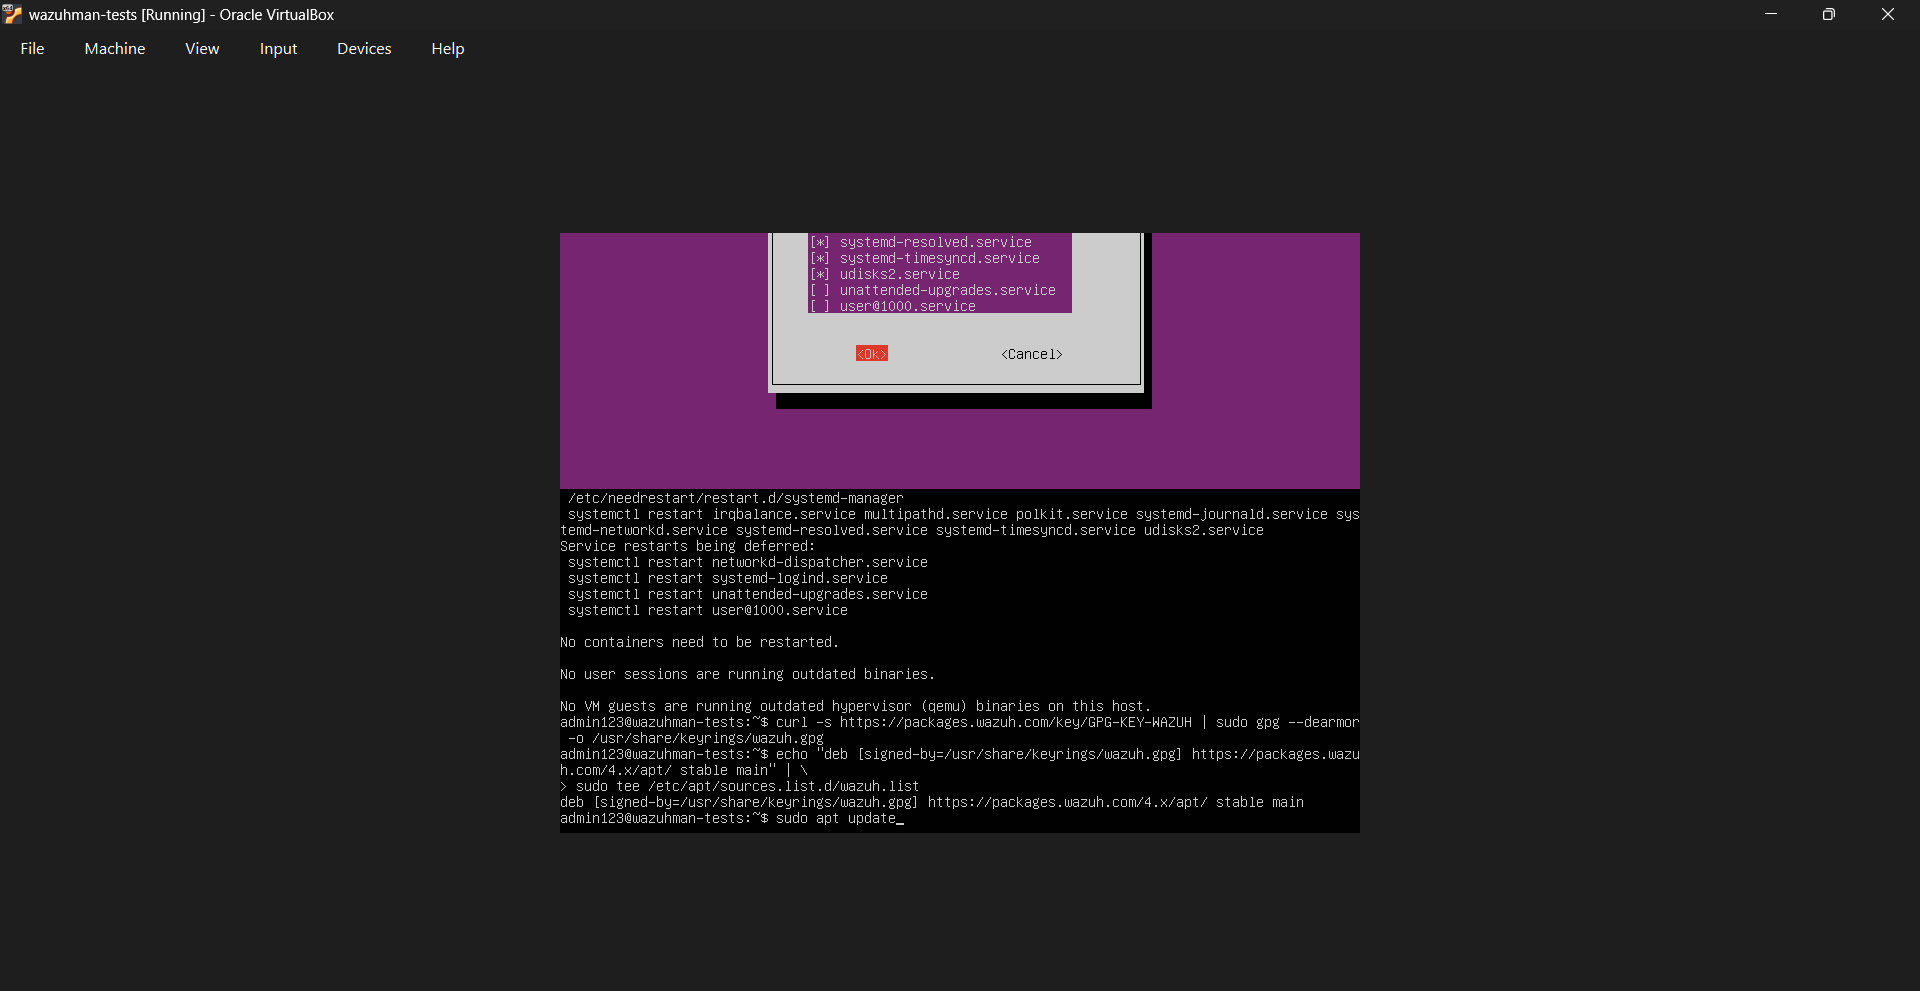 wazuhman-tests [Running] - Oracle VirtualBox
File Machine View Input Devices Help
[*] systemd-resolved.service
[*] systemd-timesyncd.service
[*] udisks2.service
[ ] unattended-upgrades.service
[ ] user@1000.service
<Ok> <Cancel>
/etc/needrestart/restart.d/systemd-manager
systemctl restart irqbalance.service multipathd.service polkit.service systemd-journald.service sys
temd-networkd.service systemd-resolved.service systemd-timesyncd.service udisks2.service
Service restarts being deferred:
systemctl restart networkd-dispatcher.service
systemctl restart systemd-logind.service
systemctl restart unattended-upgrades.service
systemctl restart user@1000.service
No containers need to be restarted.
No user sessions are running outdated binaries.
No VM guests are running outdated hypervisor (qemu) binaries on this host.
admin123@wazuhman-tests:~$ curl -s https://packages.wazuh.com/key/GPG-KEY-WAZUH | sudo gpg --dearmor
-o /usr/share/keyrings/wazuh.gpg
admin123@wazuhman-tests:~$ echo "deb [signed-by=/usr/share/keyrings/wazuh.gpg] https://packages.wazu
h.com/4.x/apt/ stable main" | \
> sudo tee /etc/apt/sources.list.d/wazuh.list
deb [signed-by=/usr/share/keyrings/wazuh.gpg] https://packages.wazuh.com/4.x/apt/ stable main
admin123@wazuhman-tests:~$ sudo apt update_